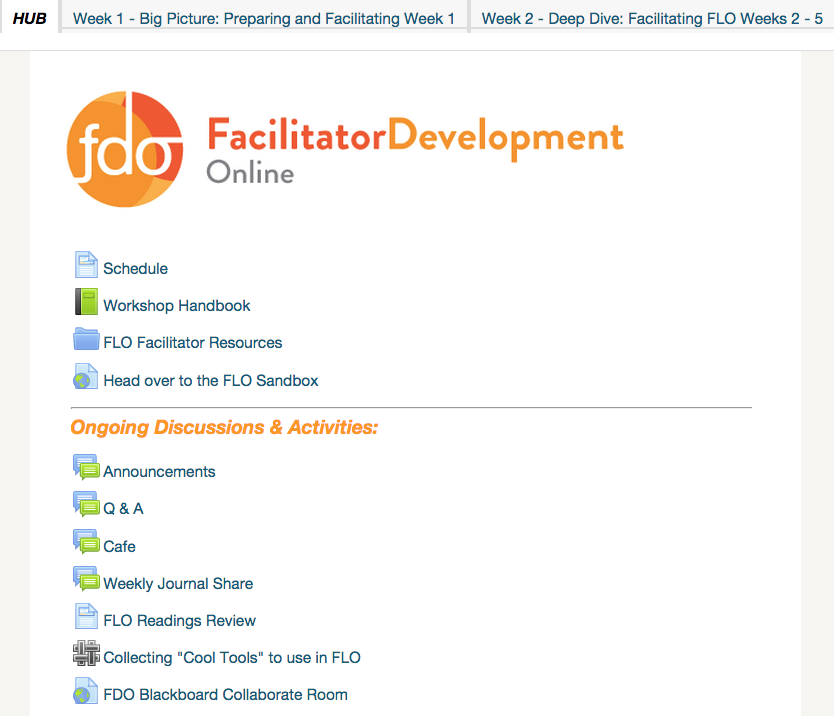 HUB
Week 1 - Big Picture: Preparing and Facilitating Week 1
Week 2 - Deep Dive: Facilitating FLO Weeks 2 - 5
fdo
FacilitatorDevelopment
Online
Schedule
Workshop Handbook
FLO Facilitator Resources
Head over to the FLO Sandbox
Ongoing Discussions & Activities:
Announcements
Q & A
Cafe
Weekly Journal Share
FLO Readings Review
Collecting "Cool Tools" to use in FLO
FDO Blackboard Collaborate Room